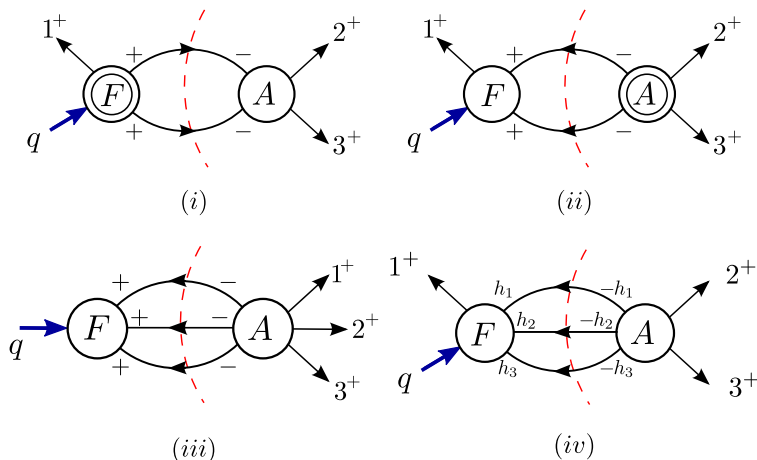 1⁺ + − 2⁺
F A
q + − 3⁺
(i)
1⁺ + − 2⁺
F A
q + − 3⁺
(ii)
+ − 1⁺
F + − A 2⁺
q + − 3⁺
(iii)
1⁺ h₁ −h₁ 2⁺
F h₂ −h₂ A
q h₃ −h₃ 3⁺
(iv)